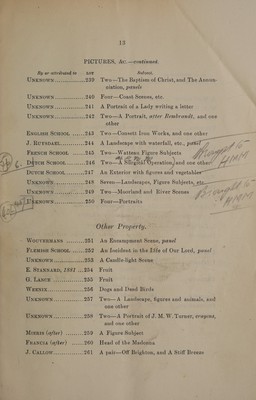 13
PICTURES, &c.—continued.
By or attributed to LOT Subject.
UNKNOWN ............239 Two—The Baptism of Christ, and The Annunciation, panels
UNKNOWN ............240 Four—Coast Scenes, etc.
UNKNOWN ............241 A Portrait of a Lady writing a letter
UNKNOWN ............242 Two—A Portrait, after Rembrandt, and one other
ENGLISH SCHOOL ......243 Two—Consett Iron Works, and one other
J. RUYSDAEL ............244 A Landscape with waterfall, etc., panel
FRENCH SCHOOL ......245 Two—Watteau Figure Subjects
DUTCH SCHOOL .........246 Two—A Surgical Operation, and one other
DUTCH SCHOOL .........247 An Exterior with figures and vegetables
UNKNOWN ............248 Seven—Landscapes, Figure Subjects, etc.
UNKNOWN ............249 Two—Moorland and River Scenes
UNKNOWN ............250 Four—Portraits
Other Property.
WOUVERMANS .........251 An Encampment Scene, panel
FLEMISH SCHOOL ......252 An Incident in the Life of Our Lord, panel
UNKNOWN ............253 A Candle-light Scene
E. STANNARD, 1881 ...254 Fruit
G. LANCE ............255 Fruit
WEENIX ............256 Dogs and Dead Birds
UNKNOWN ............257 Two—A Landscape, figures and animals, and one other
UNKNOWN ............258 Two—A Portrait of J. M. W. Turner, crayons, and one other
MORRIS (after) .........259 A Figure Subject
FRANCIA (after) ......260 Head of the Madonna
J. CALLOW ............261 A pair—Off Brighton, and A Stiff Breeze